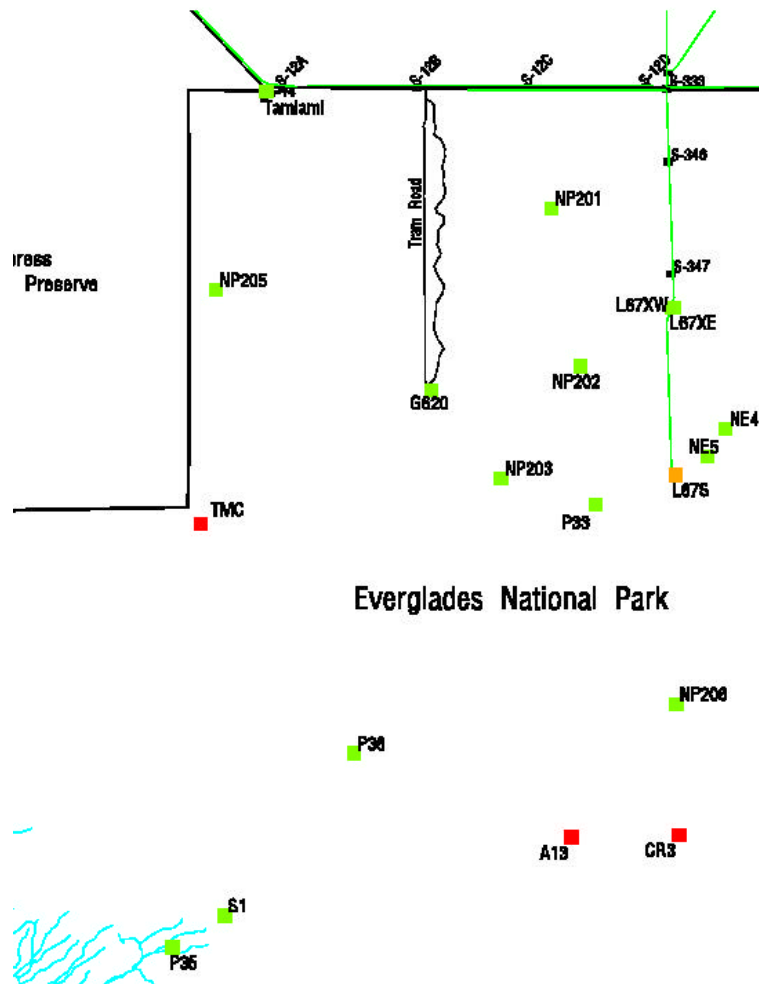 S-12A
S-12B
S-12C
S-12D
S-333
Tamiami
S-346
Tram Road
NP201
ress
Preserve
NP205
S-347
L67XW
L67XE
NP202
G620
NE4
NE5
NP203
L67S
TMC
P33
Everglades National Park
NP206
P36
A13
CR3
S1
P35